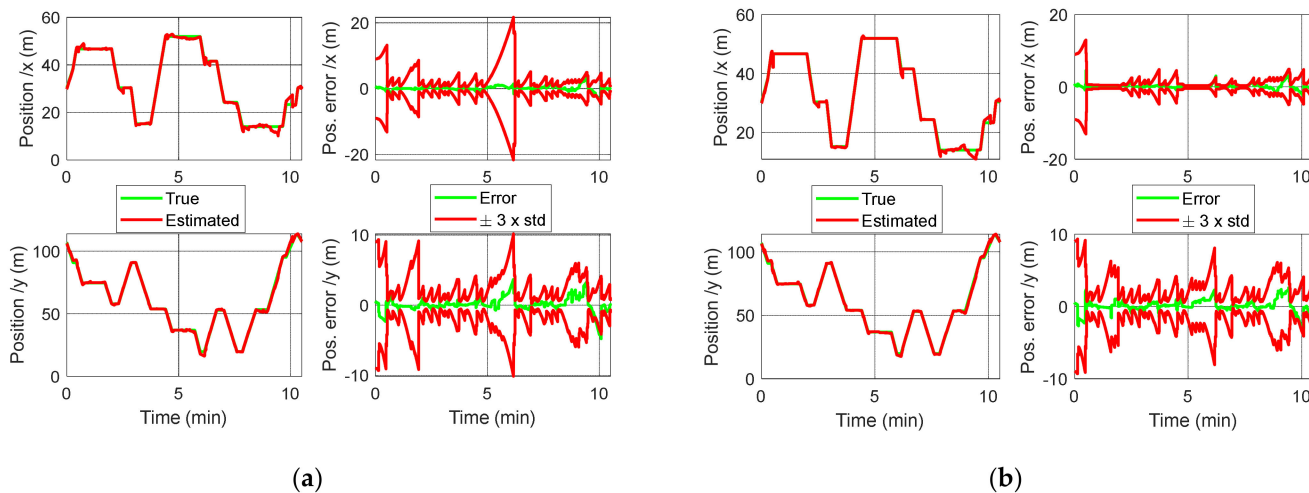 Position /x (m)
60
40
20
0
0 5 10
Pos. error /x (m)
20
0
-20
0 5 10
True
Estimated
Error
± 3 x std
Position /y (m)
100
50
0
0 5 10
Time (min)
Pos. error /y (m)
10
0
-10
0 5 10
Time (min)
(a)
Position /x (m)
60
40
20
0 5 10
Pos. error /x (m)
20
0
-20
0 5 10
True
Estimated
Error
± 3 x std
Position /y (m)
100
50
0
0 5 10
Time (min)
Pos. error /y (m)
10
0
-10
0 5 10
Time (min)
(b)